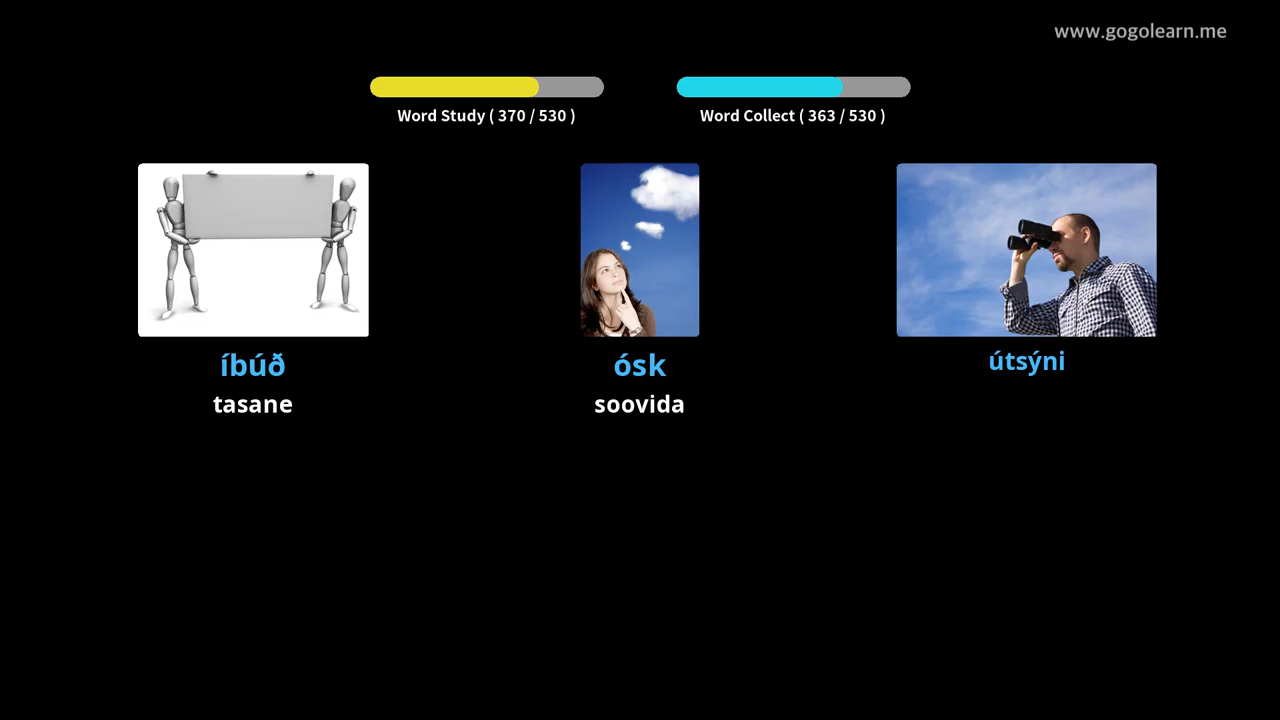 www.gogolearn.me
Word Study ( 370 / 530 )
Word Collect ( 363 / 530 )
íbúð
ósk
útsýni
tasane
soovida